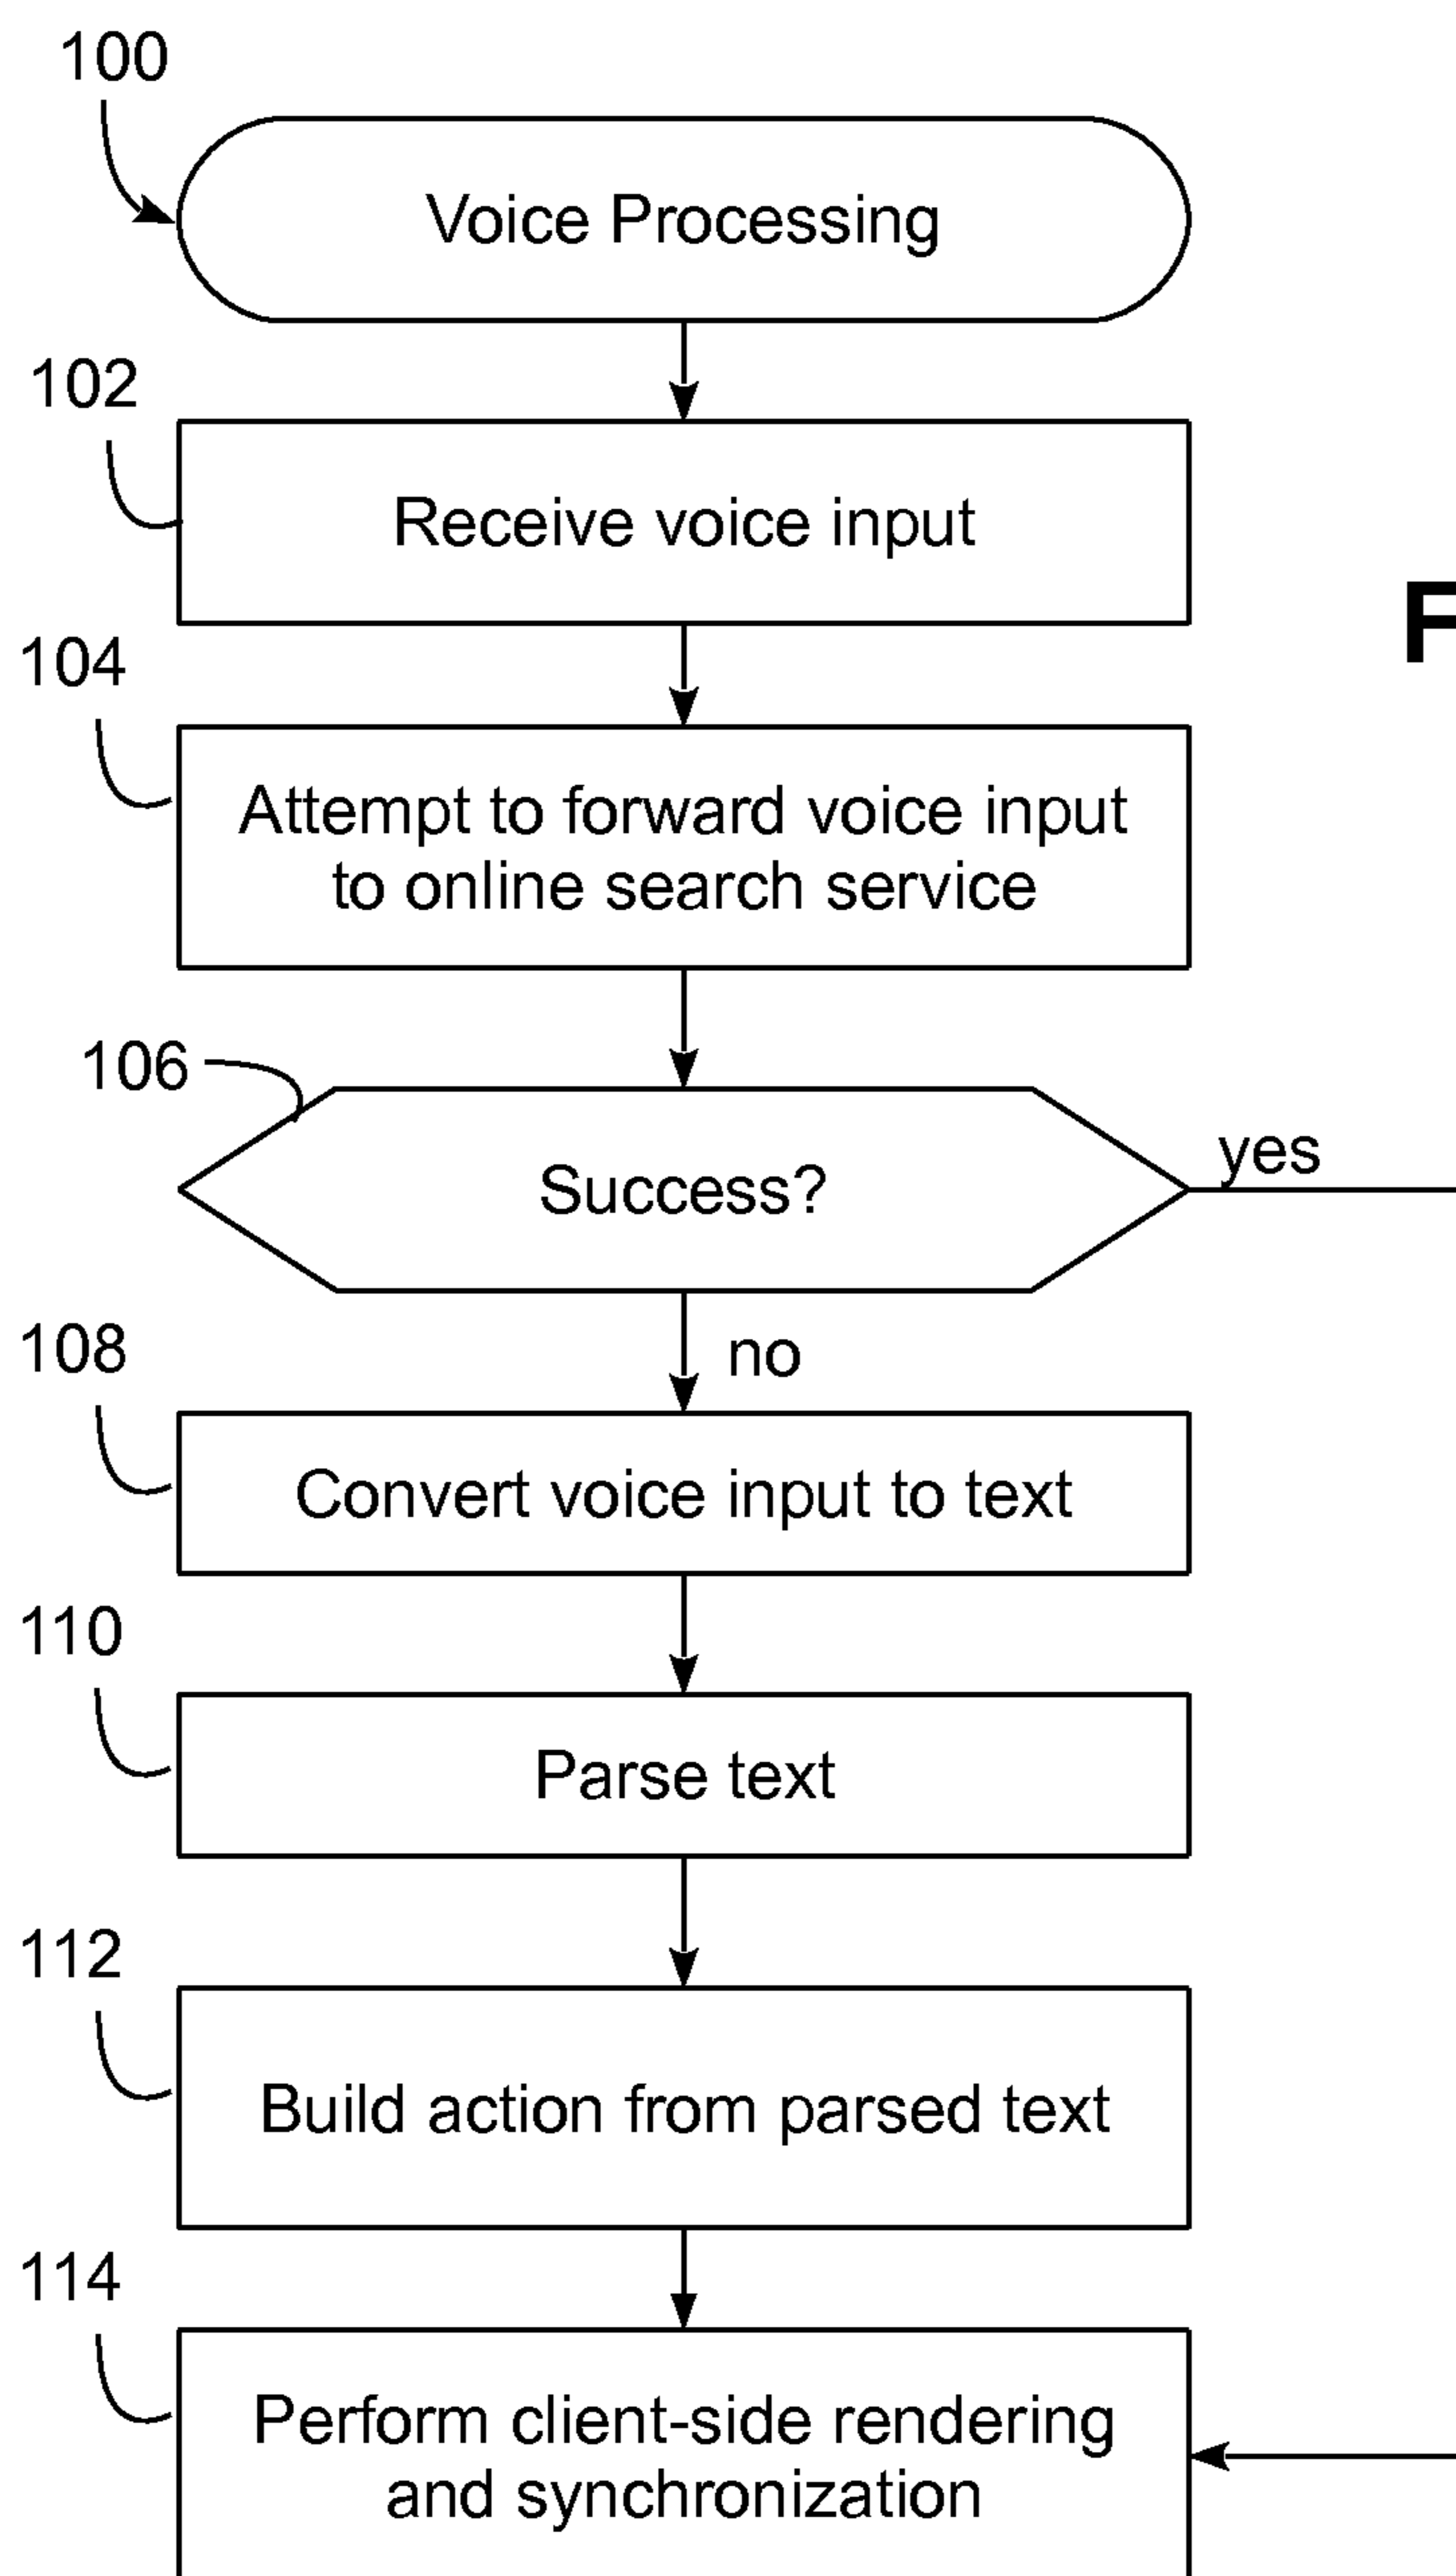 100
Voice Processing
102
Receive voice input
F
104
Attempt to forward voice input
to online search service
106
Success?
yes
no
108
Convert voice input to text
110
Parse text
112
Build action from parsed text
114
Perform client-side rendering
and synchronization